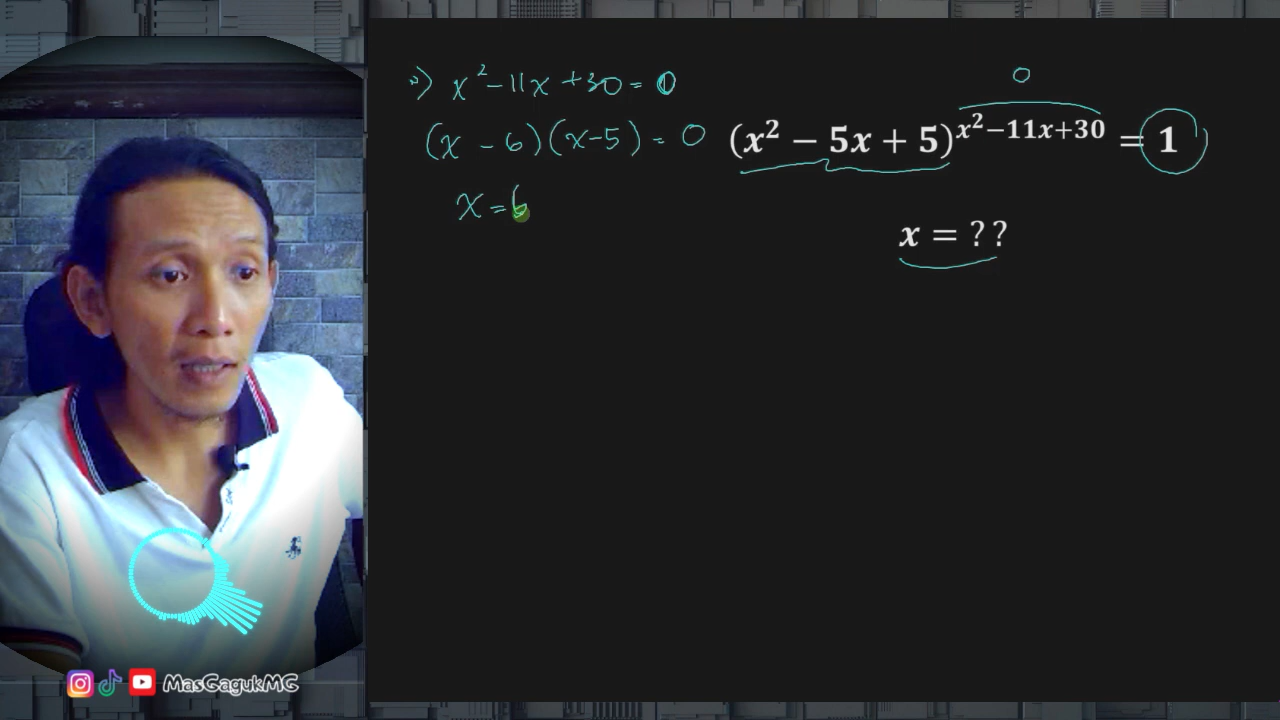 x² - 11x + 30 = 0
(x - 6)(x - 5) = 0
x = 6
0
(x² − 5x + 5)^{x²−11x+30} = 1
x = ??
MasGagukMG